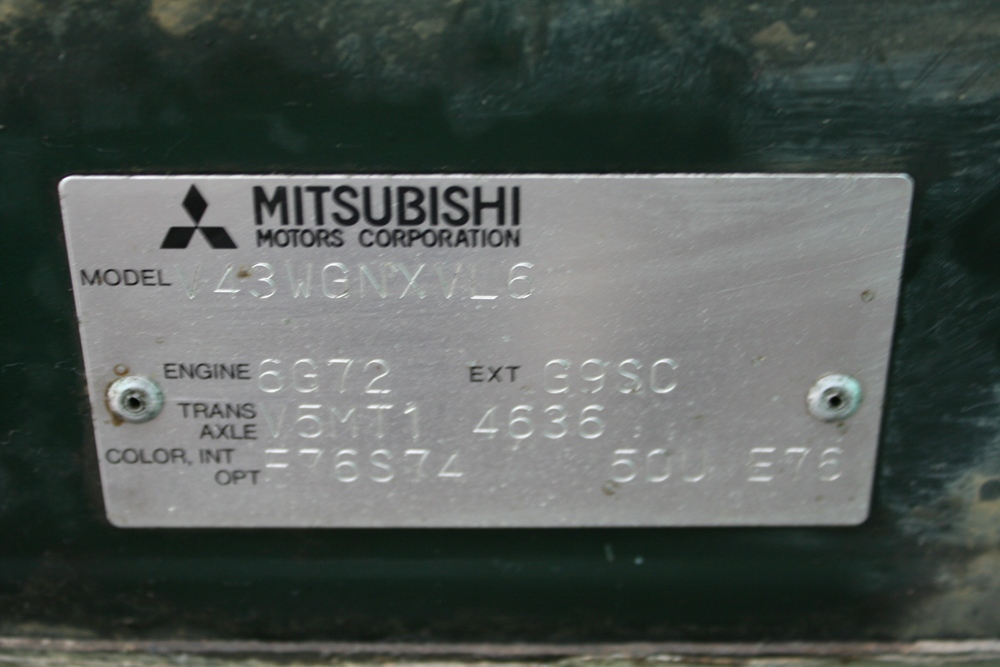 MITSUBISHI
MOTORS CORPORATION
MODEL V43WGNXVL6
ENGINE 6G72 EXT G9SC
TRANS AXLE V5MT1 4636
COLOR, INT OPT F76S74 50U E76